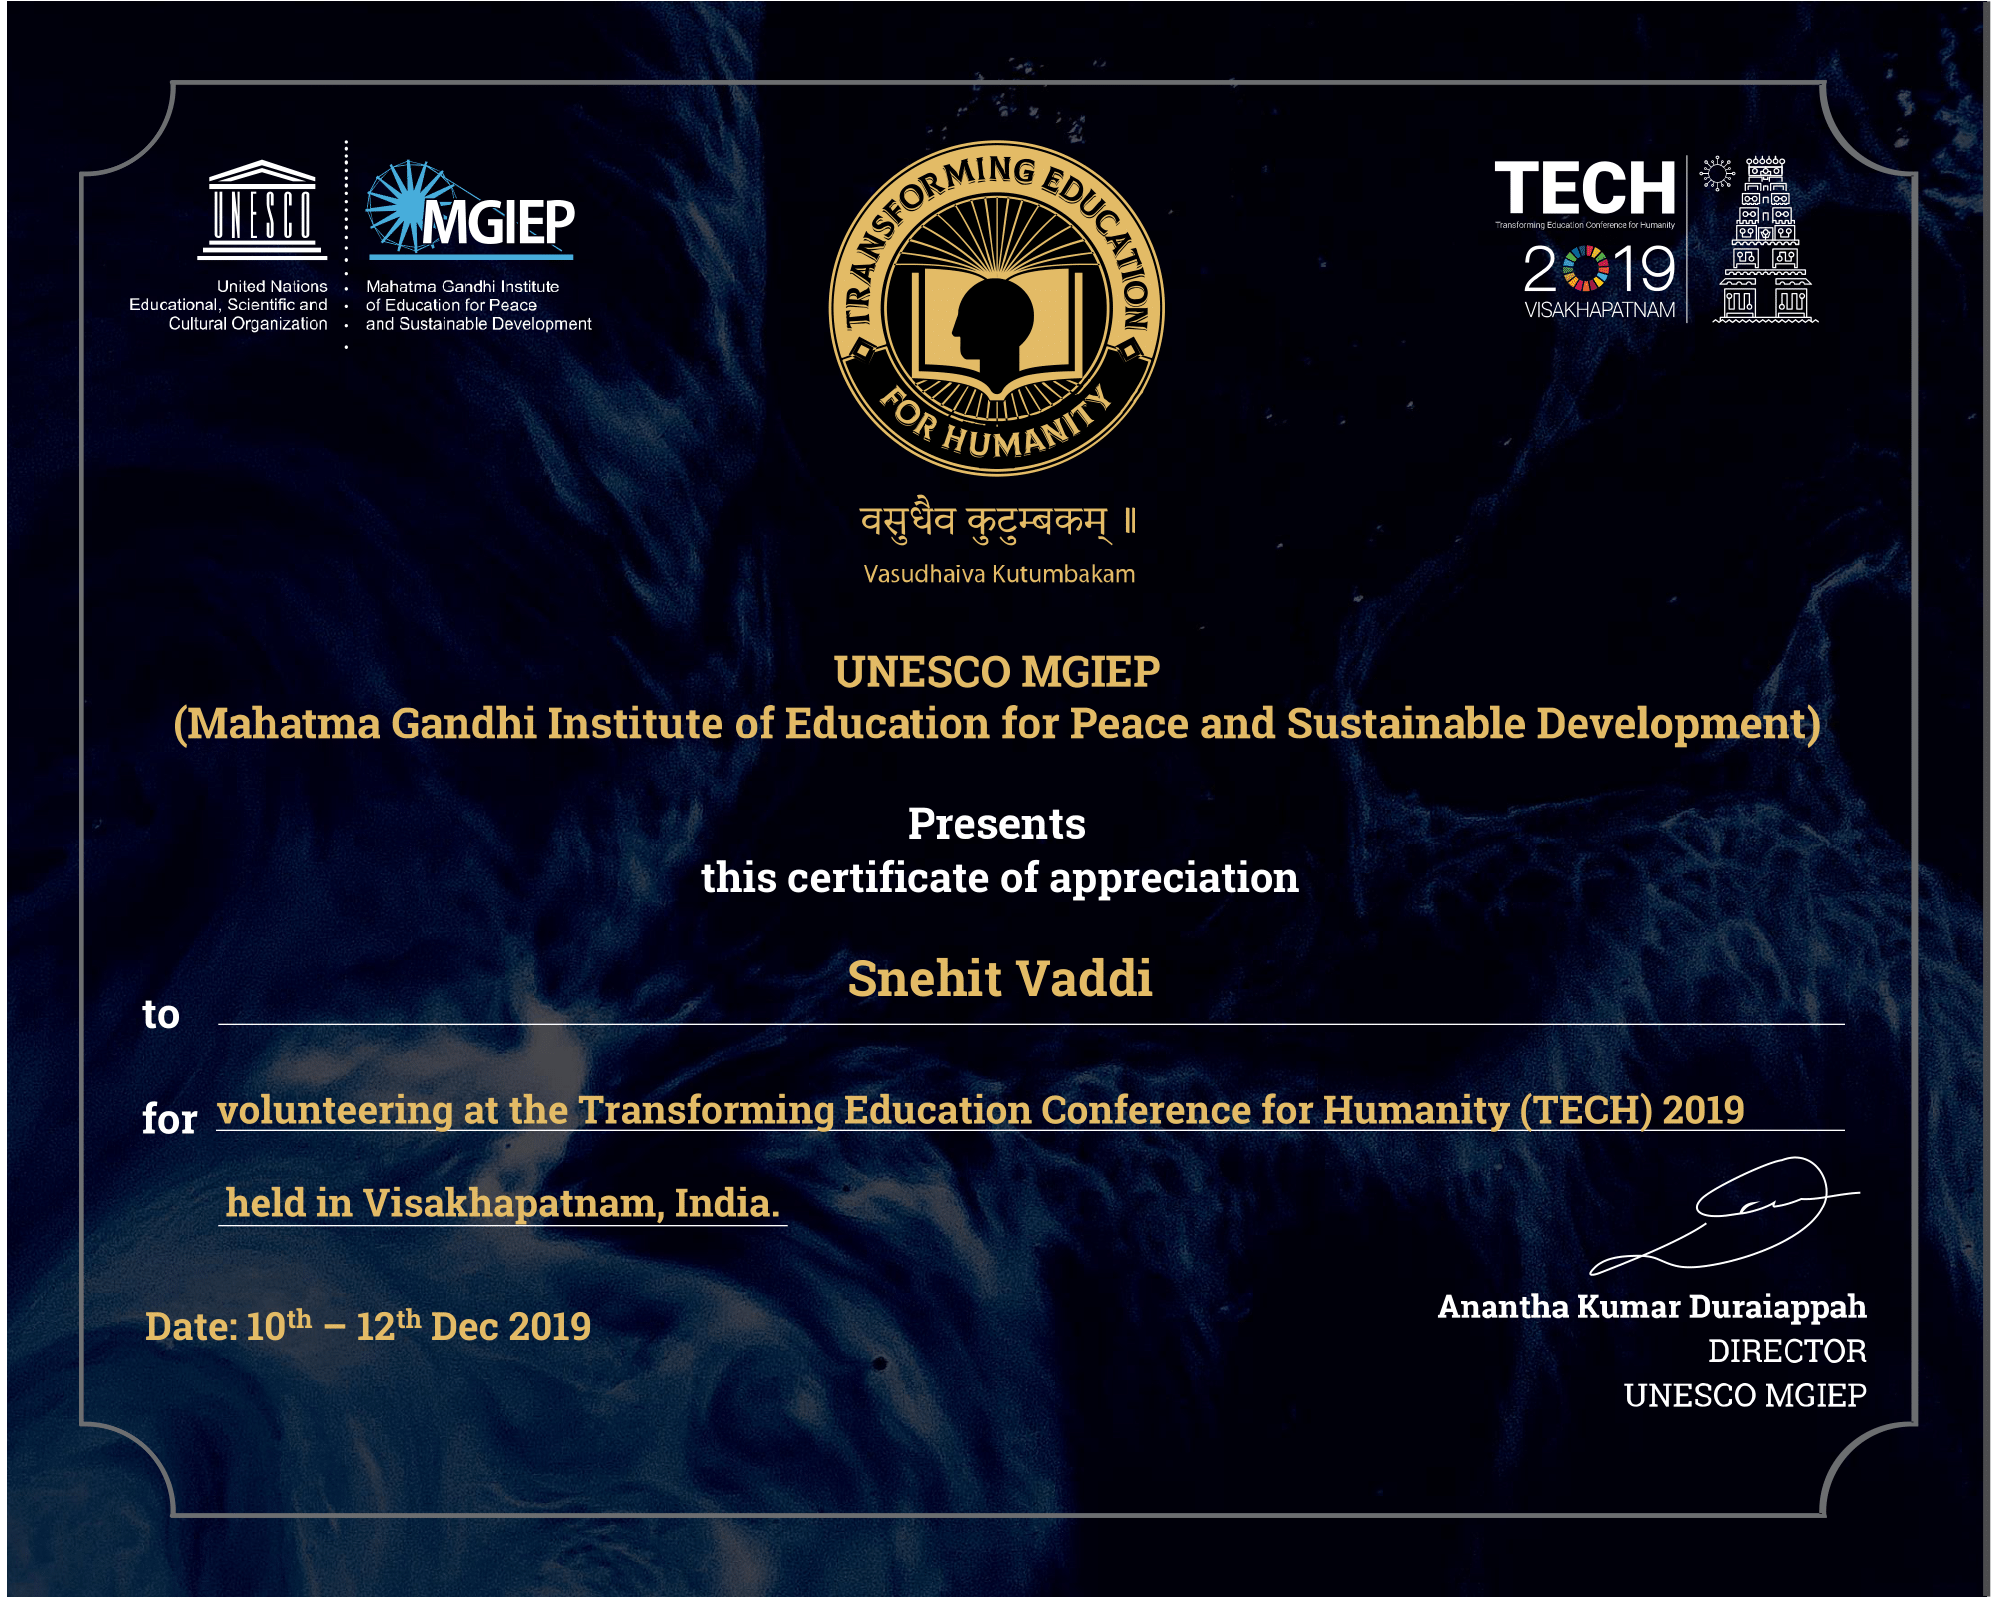 UNESCO
United Nations
Educational, Scientific and
Cultural Organization
MGIEP
Mahatma Gandhi Institute
of Education for Peace
and Sustainable Development
TRANSFORMING EDUCATION
FOR HUMANITY
TECH
Transforming Education Conference for Humanity
2019
VISAKHAPATNAM
वसुधैव कुटुम्बकम् ॥
Vasudhaiva Kutumbakam
UNESCO MGIEP
(Mahatma Gandhi Institute of Education for Peace and Sustainable Development)
Presents
this certificate of appreciation
to Snehit Vaddi
for volunteering at the Transforming Education Conference for Humanity (TECH) 2019
held in Visakhapatnam, India.
Date: 10th – 12th Dec 2019
Anantha Kumar Duraiappah
DIRECTOR
UNESCO MGIEP